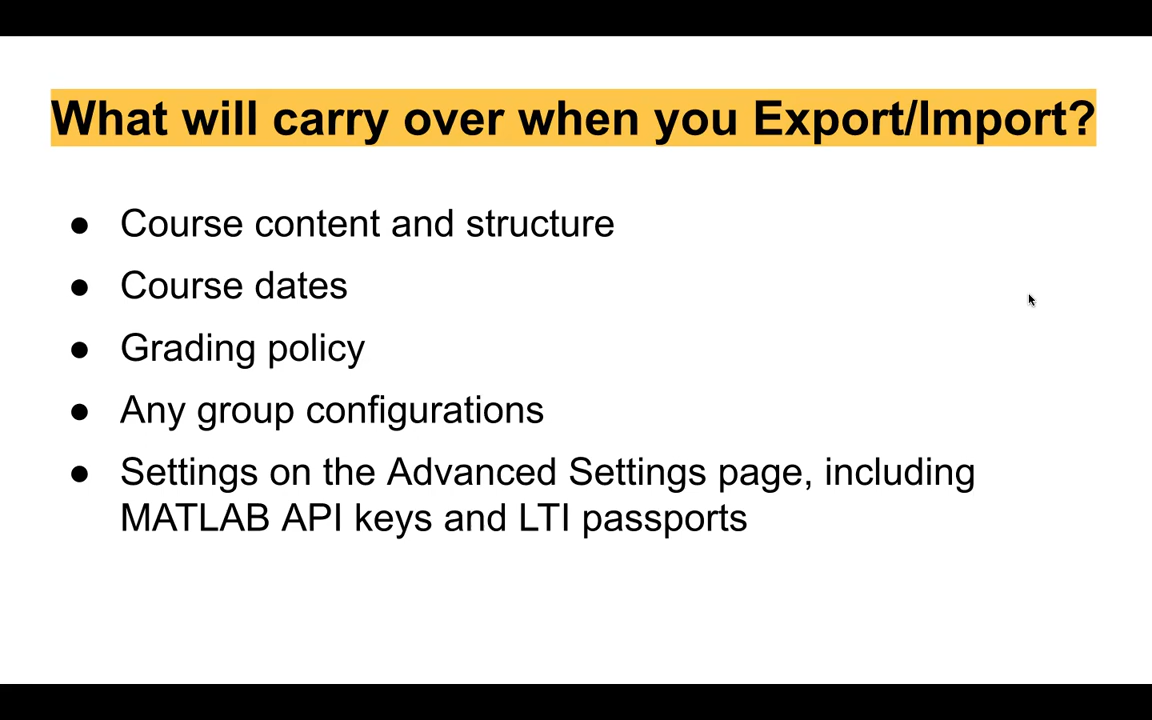 What will carry over when you Export/Import?
● Course content and structure
● Course dates
● Grading policy
● Any group configurations
● Settings on the Advanced Settings page, including
MATLAB API keys and LTI passports